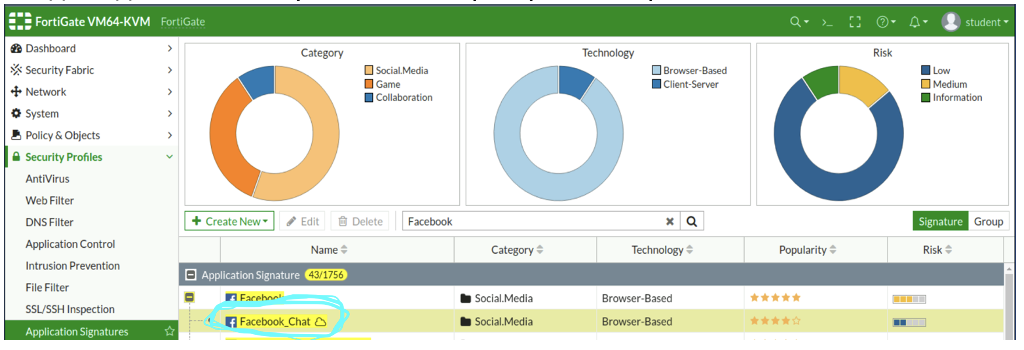 FortiGate VM64-KVM FortiGate student
Dashboard
Security Fabric
Network
System
Policy & Objects
Security Profiles
AntiVirus
Web Filter
DNS Filter
Application Control
Intrusion Prevention
File Filter
SSL/SSH Inspection
Application Signatures
Category
Social.Media
Game
Collaboration
Technology
Browser-Based
Client-Server
Risk
Low
Medium
Information
+ Create New Edit Delete Facebook Signature Group
Name Category Technology Popularity Risk
Application Signature 43/1756
Facebook Social.Media Browser-Based
Facebook_Chat Social.Media Browser-Based